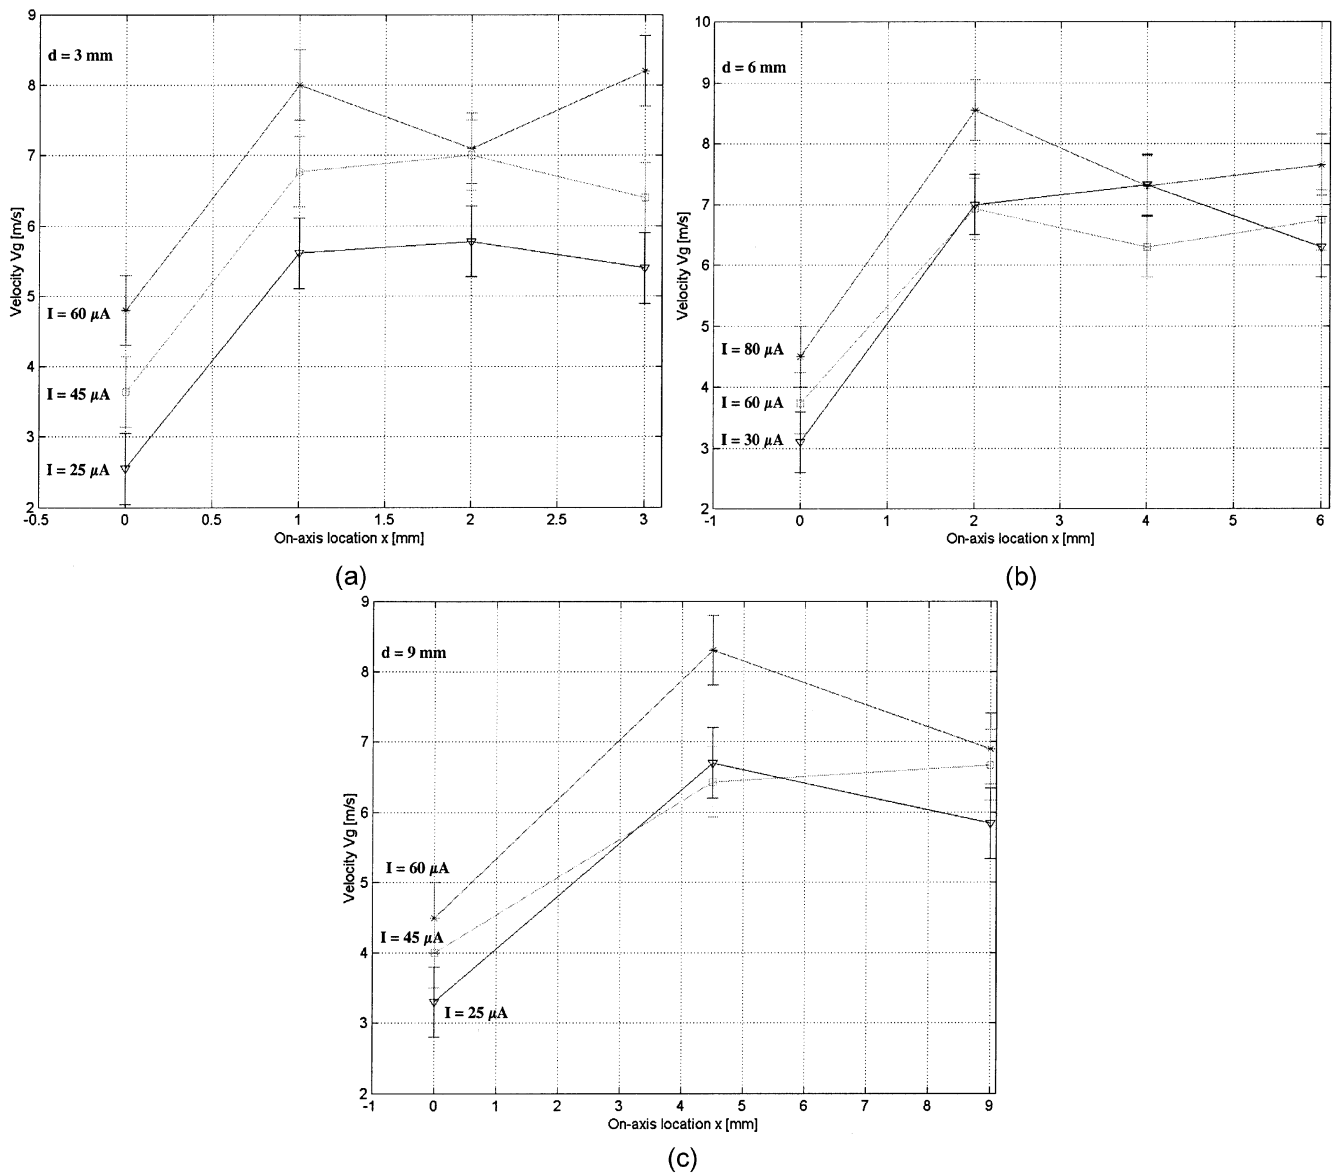 9
8
7
6
5
4
3
2
d = 3 mm
I = 60 µA
I = 45 µA
I = 25 µA
Velocity Vg [m/s]
-0.5 0 0.5 1 1.5 2 2.5 3
On-axis location x [mm]
(a)
10
9
8
7
6
5
4
3
2
d = 6 mm
I = 80 µA
I = 60 µA
I = 30 µA
Velocity Vg [m/s]
-1 0 1 2 3 4 5 6
On-axis location x [mm]
(b)
9
8
7
6
5
4
3
2
d = 9 mm
I = 60 µA
I = 45 µA
I = 25 µA
Velocity Vg [m/s]
-1 0 1 2 3 4 5 6 7 8 9
On-axis location x [mm]
(c)